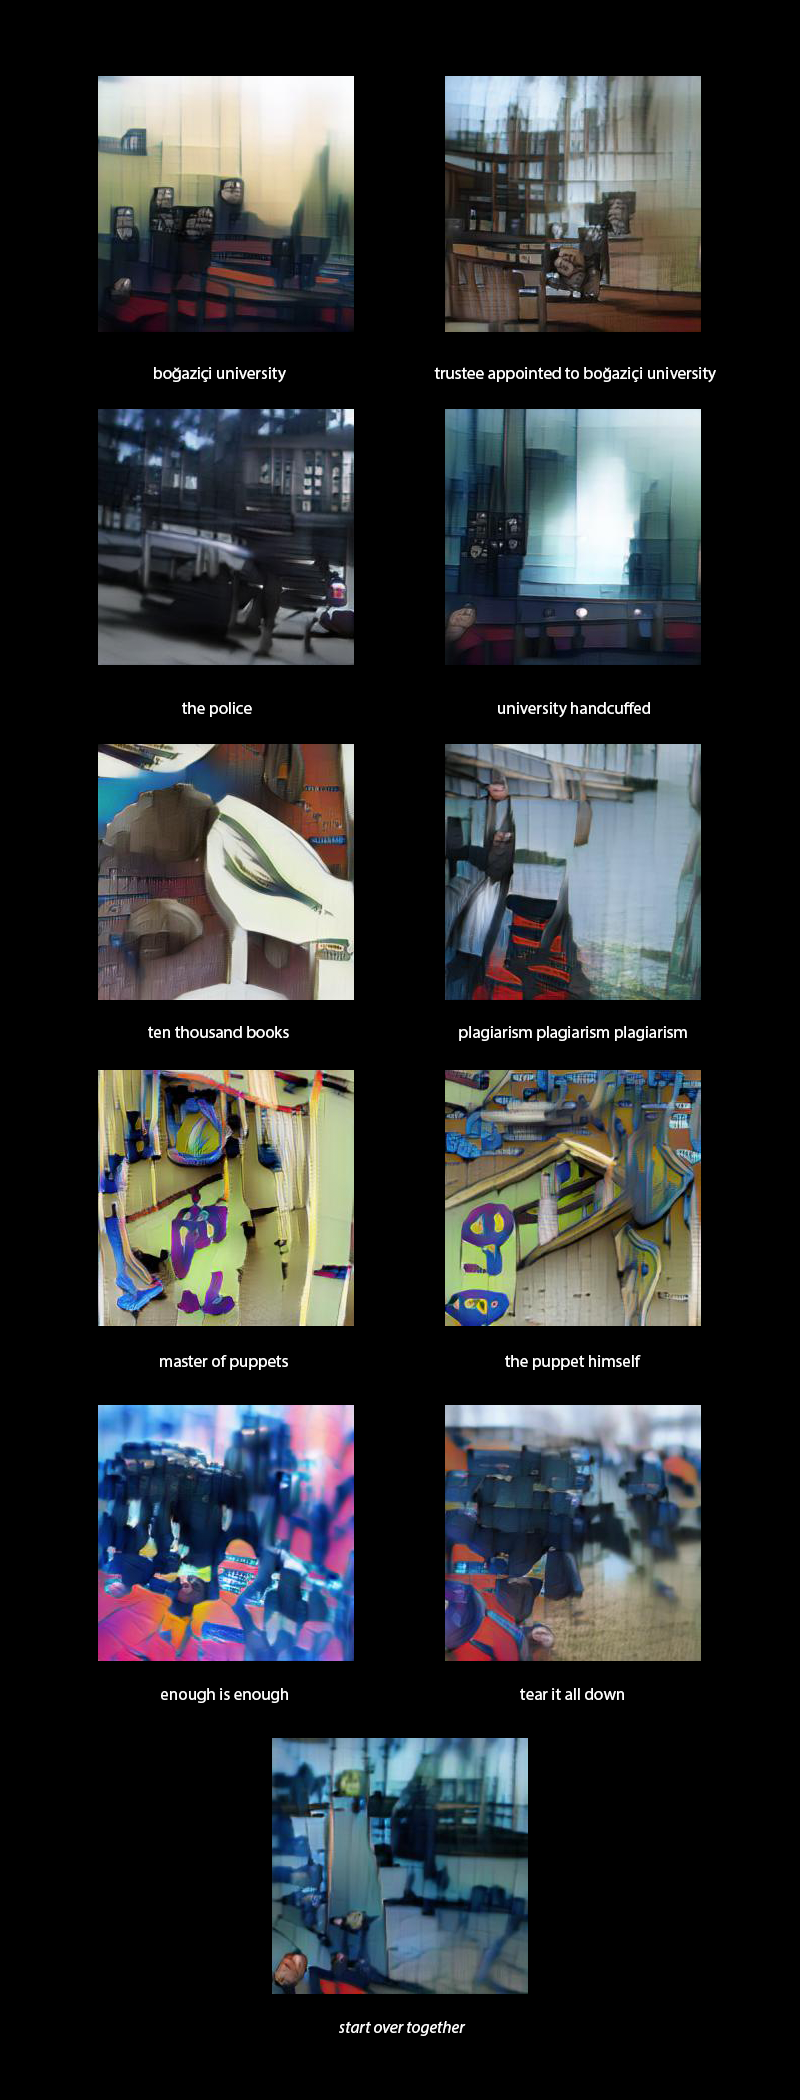 boğaziçi university
trustee appointed to boğaziçi university
the police
university handcuffed
ten thousand books
plagiarism plagiarism plagiarism
master of puppets
the puppet himself
enough is enough
tear it all down
start over together